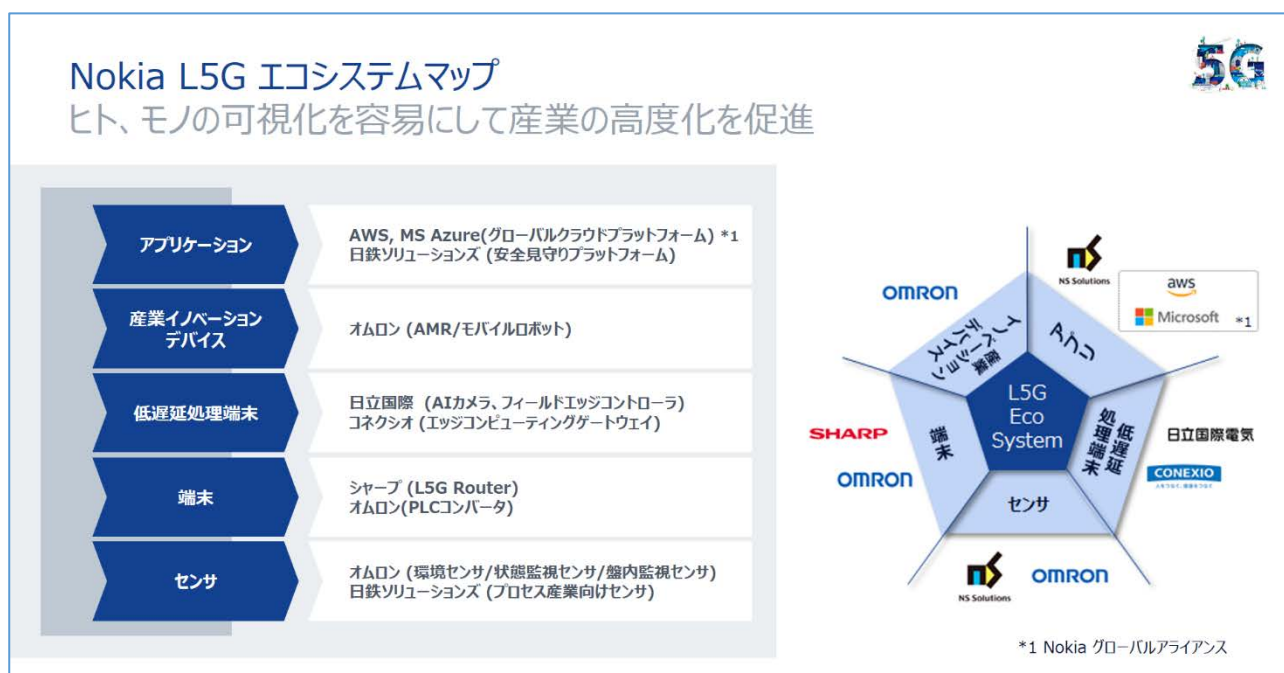 5G
Nokia L5G エコシステムマップ
ヒト、モノの可視化を容易にして産業の高度化を促進
アプリケーション
AWS, MS Azure(グローバルクラウドプラットフォーム) *1
日鉄ソリューションズ (安全見守りプラットフォーム)
産業イノベーション
デバイス
オムロン (AMR/モバイルロボット)
低遅延処理端末
日立国際 (AIカメラ、フィールドエッジコントローラ)
コネクシオ (エッジコンピューティングゲートウェイ)
端末
シャープ (L5G Router)
オムロン(PLCコンバータ)
センサ
オムロン (環境センサ/状態監視センサ/盤内監視センサ)
日鉄ソリューションズ (プロセス産業向けセンサ)
NS Solutions
aws
Microsoft *1
OMRON
産業
イノベーション
デバイス
アプリ
L5G
Eco
System
SHARP
OMRON
端末
低遅延
処理端末
日立国際電気
CONEXIO
センサ
NS Solutions
OMRON
*1 Nokia グローバルアライアンス